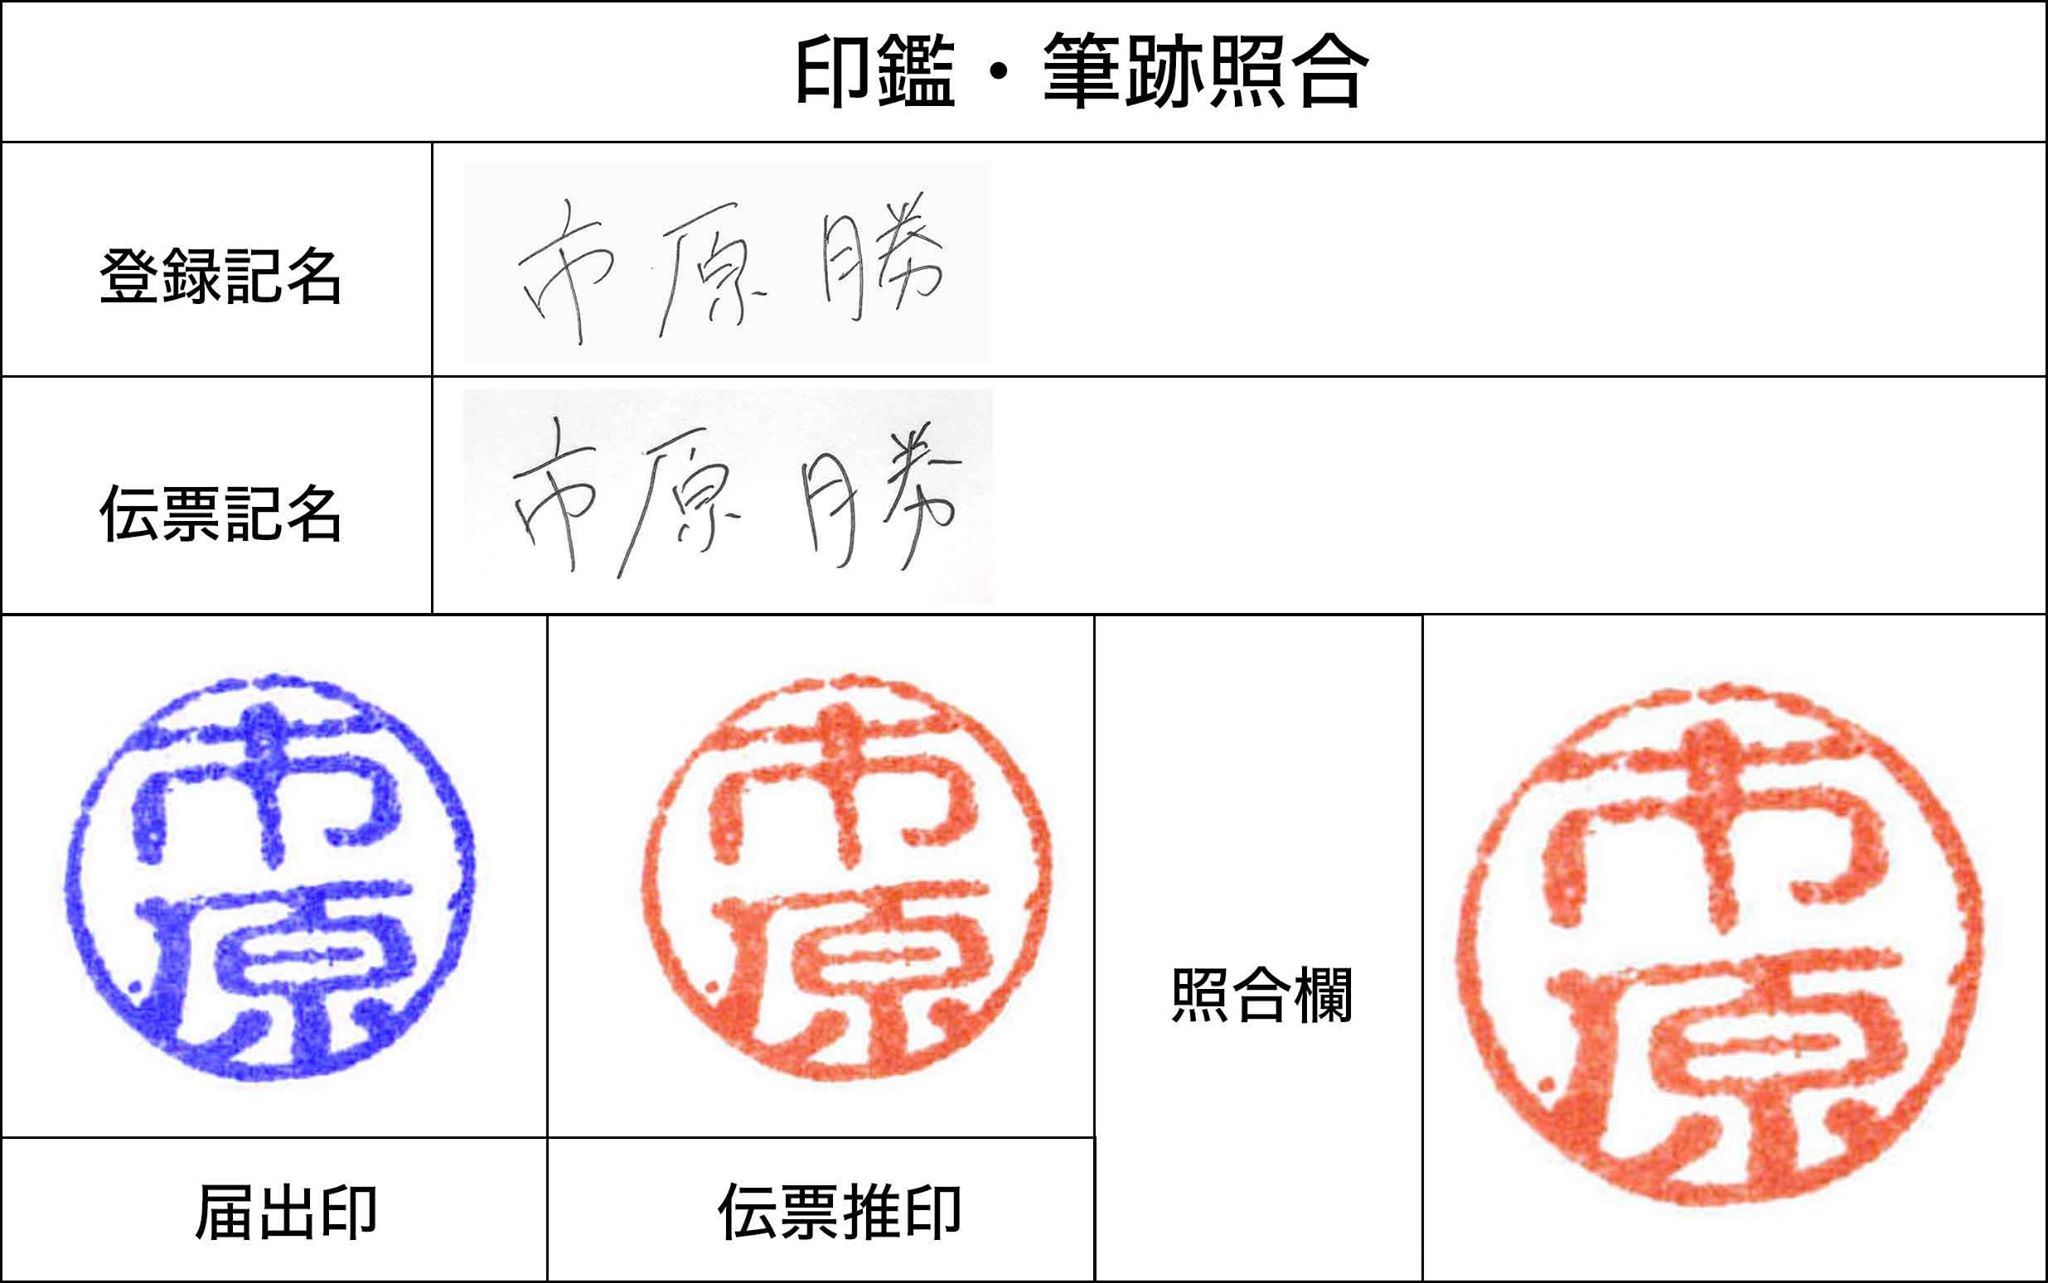 印鑑・筆跡照合
登録記名
市原 勝
伝票記名
市原 勝
市原
市原
照合欄
市原
届出印
伝票推印